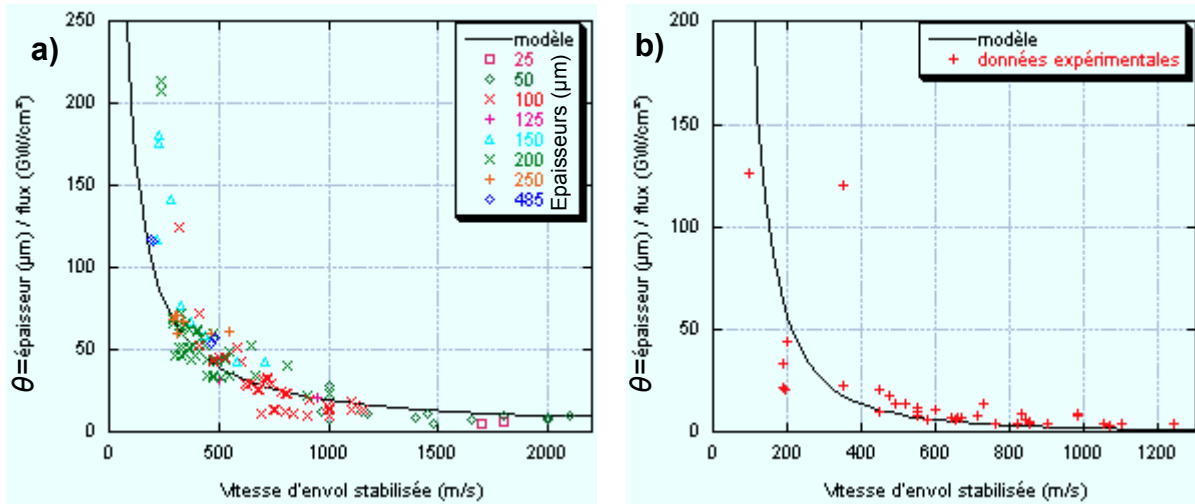 a)
250
200
150
100
50
0
θ=épaisseur (µm) / flux (GW/cm²)
modèle
25
50
100
125
150
200
250
485
Epaisseurs (µm)
0 500 1000 1500 2000
Vitesse d'envol stabilisée (m/s)
b)
200
150
100
50
0
θ=épaisseur (µm) / flux (GW/cm²)
modèle
données expérimentales
0 200 400 600 800 1000 1200
Vitesse d'envol stabilisée (m/s)